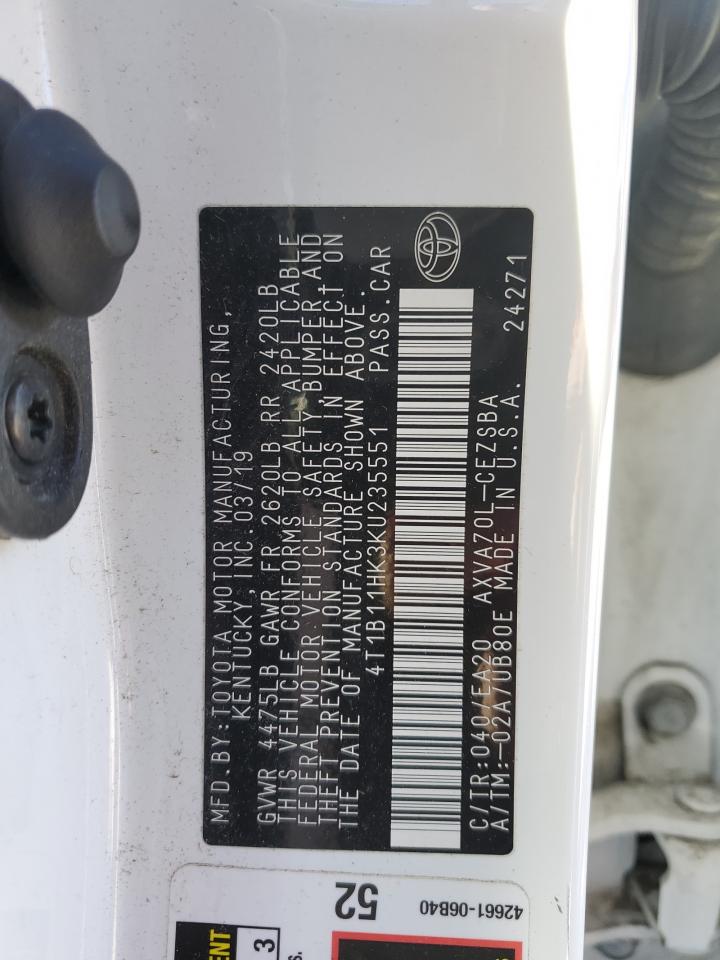 MFD.BY:TOYOTA MOTOR MANUFACTURING,
KENTUCKY,INC.03/19
GVWR 4475LB GAWR FR 2620LB RR 2420LB
THIS VEHICLE CONFORMS TO ALL APPLICABLE
FEDERAL MOTOR VEHICLE SAFETY,BUMPER,AND
THEFT PREVENTION STANDARDS IN EFFECT ON
THE DATE OF MANUFACTURE SHOWN ABOVE.
4T1B11HK3KU235551 PASS.CAR
C/TR:040 EA20 AXVA70L-CEZSBA 24271
A/TM:-02A/UB80E MADE IN U.S.A.
52
42661-06B40
3